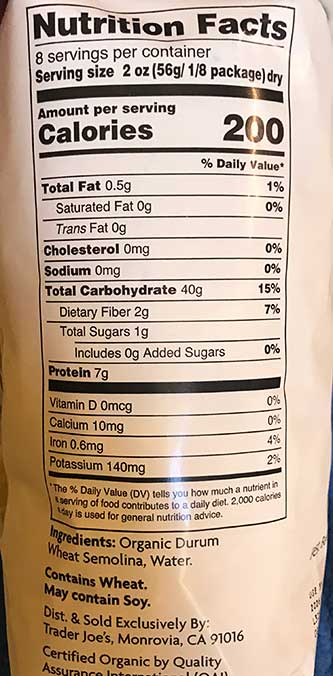 Nutrition Facts
8 servings per container
Serving size 2 oz (56g/ 1/8 package) dry
Amount per serving
Calories 200
% Daily Value*
Total Fat 0.5g 1%
Saturated Fat 0g 0%
Trans Fat 0g
Cholesterol 0mg 0%
Sodium 0mg 0%
Total Carbohydrate 40g 15%
Dietary Fiber 2g 7%
Total Sugars 1g
Includes 0g Added Sugars 0%
Protein 7g
Vitamin D 0mcg 0%
Calcium 10mg 0%
Iron 0.6mg 4%
Potassium 140mg 2%
*The % Daily Value (DV) tells you how much a nutrient in
a serving of food contributes to a daily diet. 2,000 calories
a day is used for general nutrition advice.
Ingredients: Organic Durum
Wheat Semolina, Water.
Contains Wheat.
May contain Soy.
Dist. & Sold Exclusively By:
Trader Joe's, Monrovia, CA 91016
Certified Organic by Quality
Assurance International (QAI)